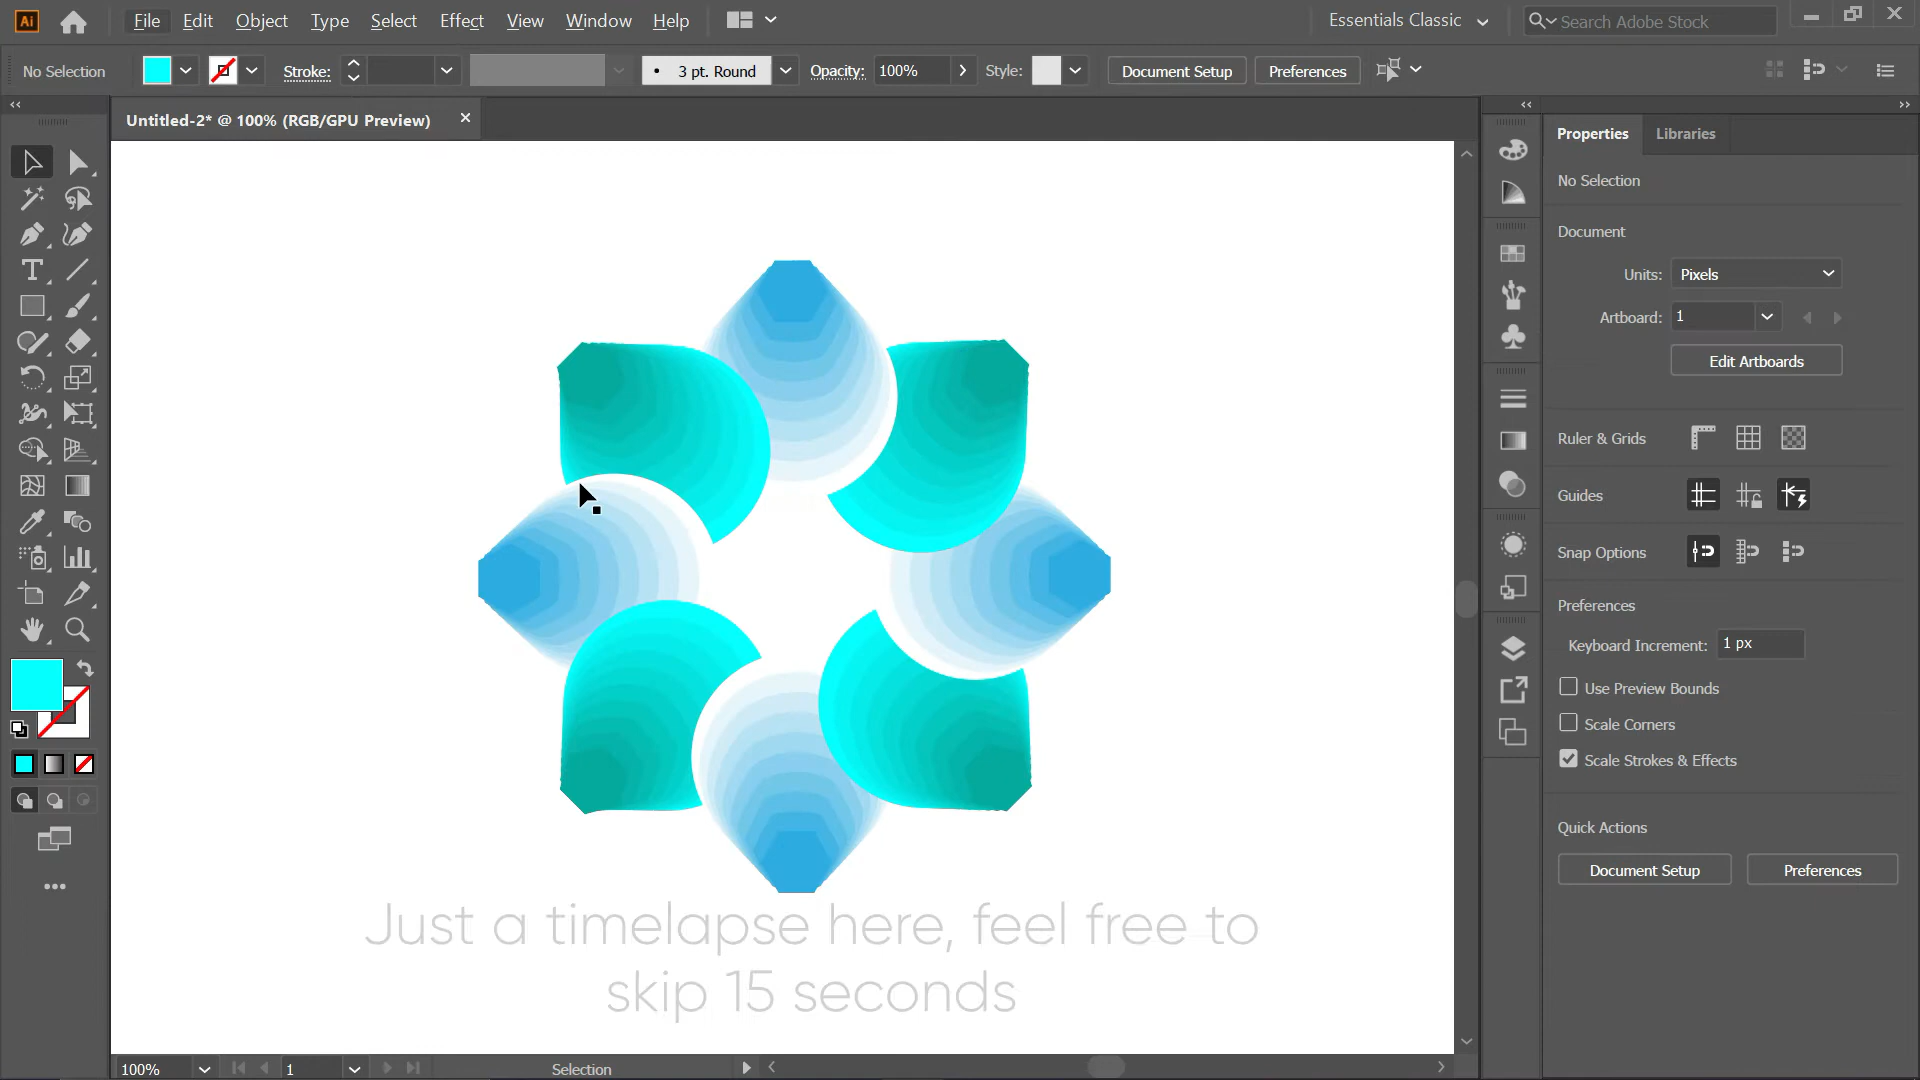 Ai File Edit Object Type Select Effect View Window Help Essentials Classic Search Adobe Stock
No Selection Stroke: 3 pt. Round Opacity: 100% Style: Document Setup Preferences
Untitled-2* @ 100% (RGB/GPU Preview)
Properties Libraries
No Selection
Document
Units: Pixels
Artboard: 1
Edit Artboards
Ruler & Grids
Guides
Snap Options
Preferences
Keyboard Increment: 1 px
Use Preview Bounds
Scale Corners
Scale Strokes & Effects
Quick Actions
Document Setup Preferences
Just a timelapse here, feel free to
skip 15 seconds
100% 1 Selection